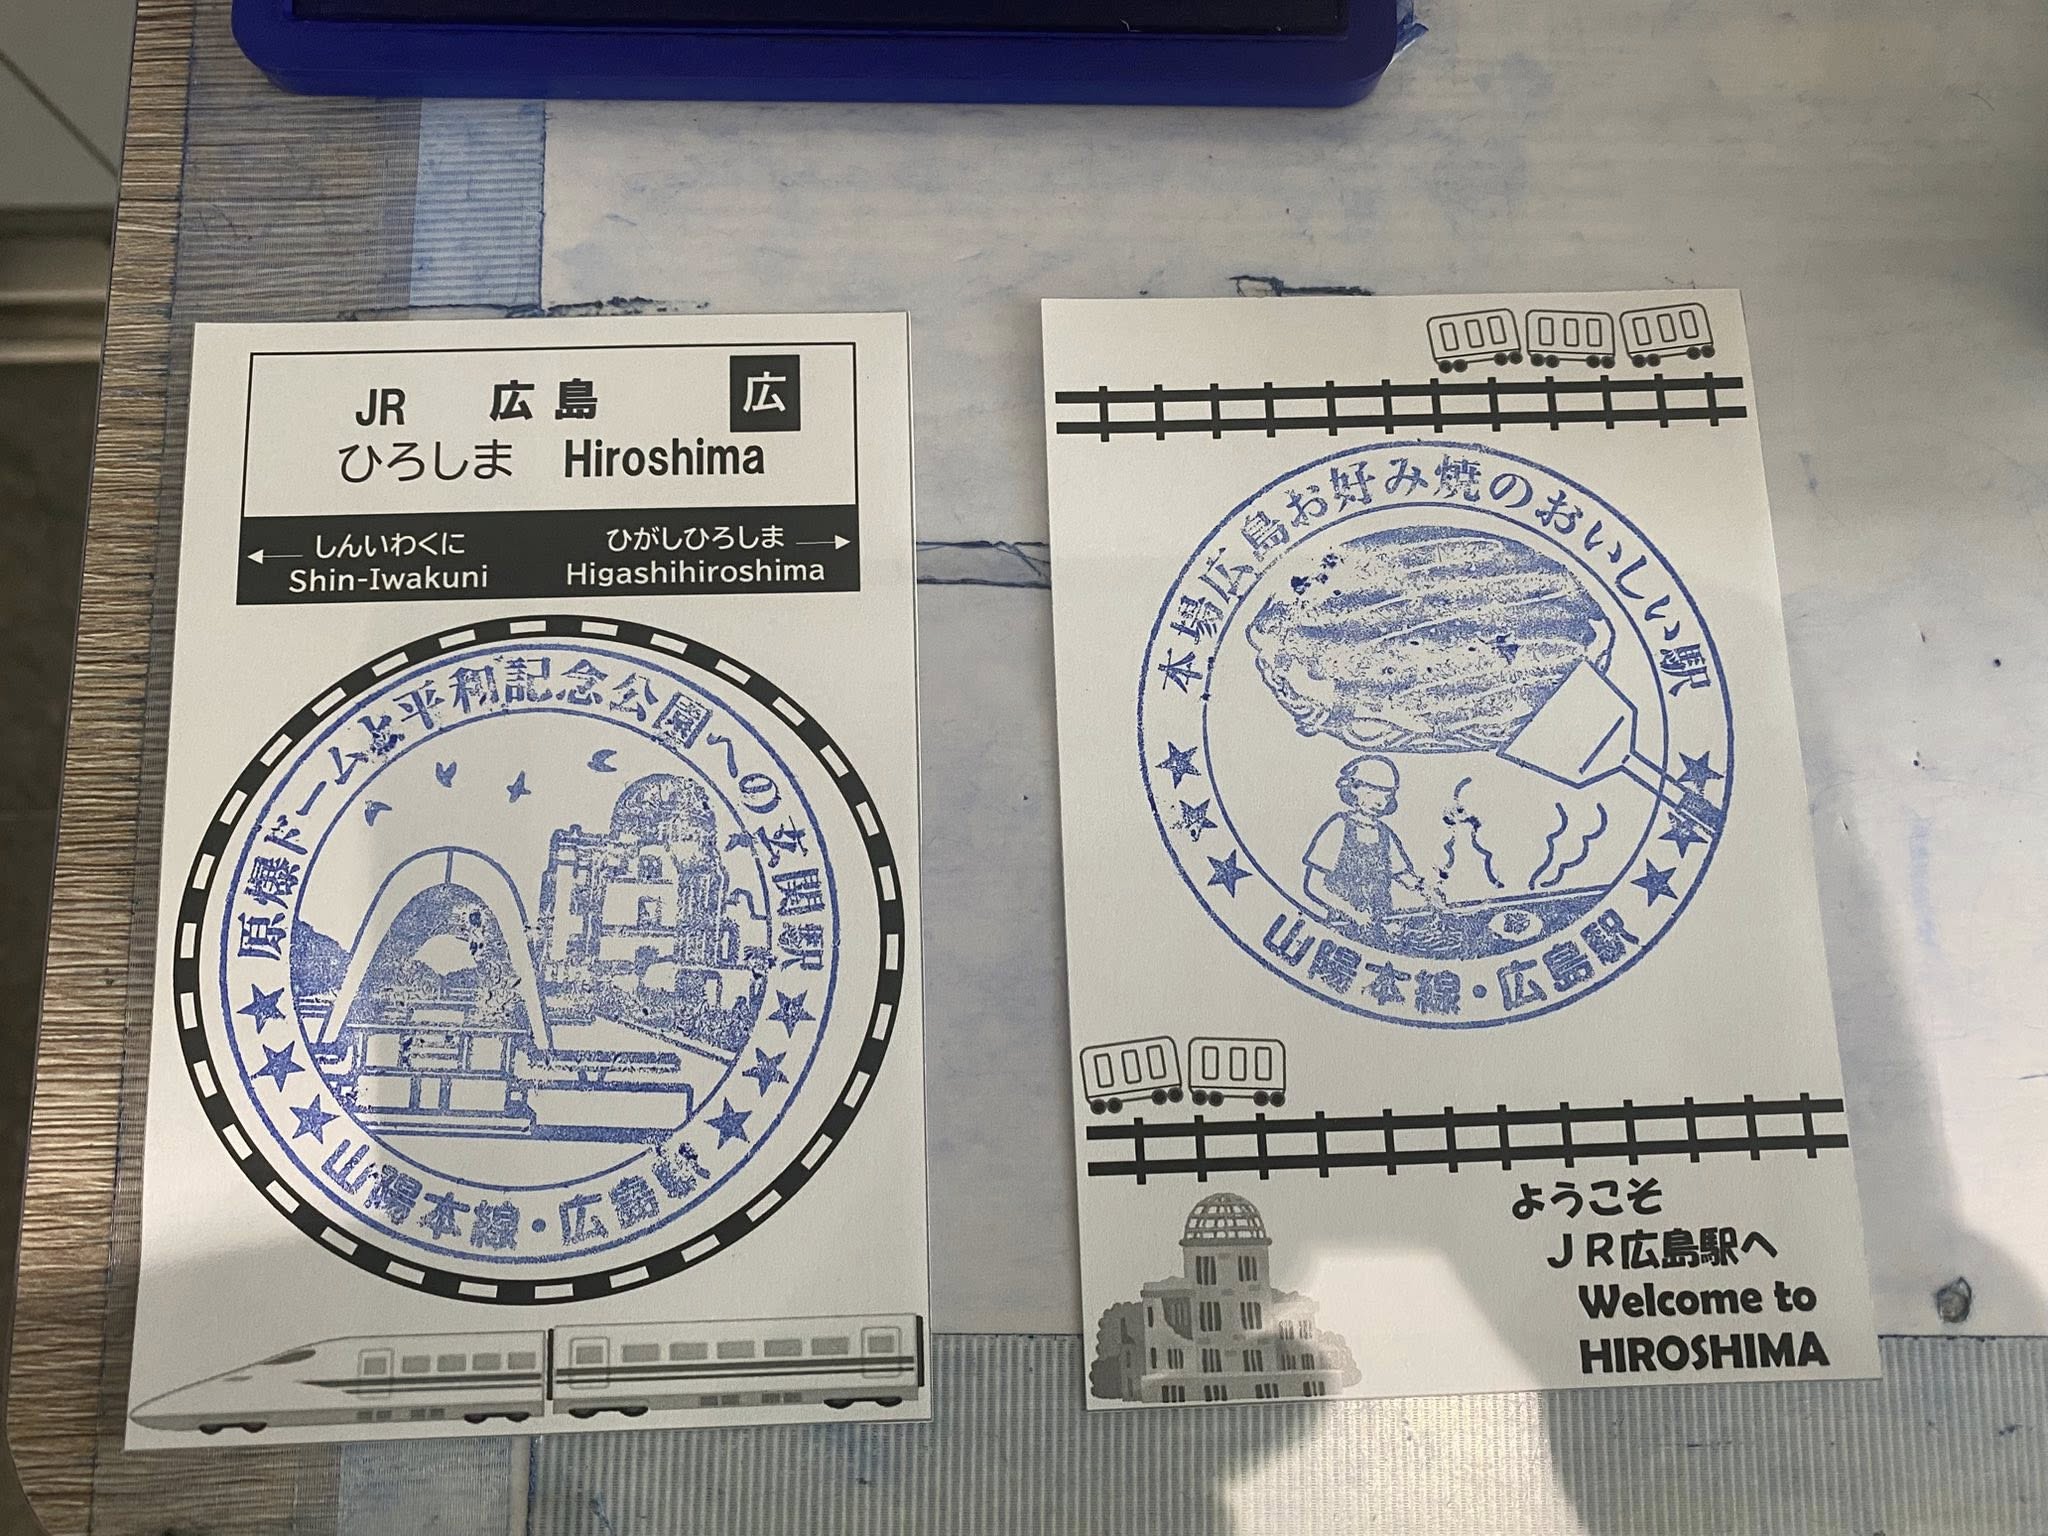 JR 広島
広
ひろしま Hiroshima
しんいわくに
Shin-Iwakuni
ひがしひろしま
Higashihiroshima
原爆ドームと平和記念公園への玄関駅
山陽本線・広島駅
本場広島お好み焼のおいしい駅
山陽本線・広島駅
ようこそ
JR広島駅へ
Welcome to
HIROSHIMA